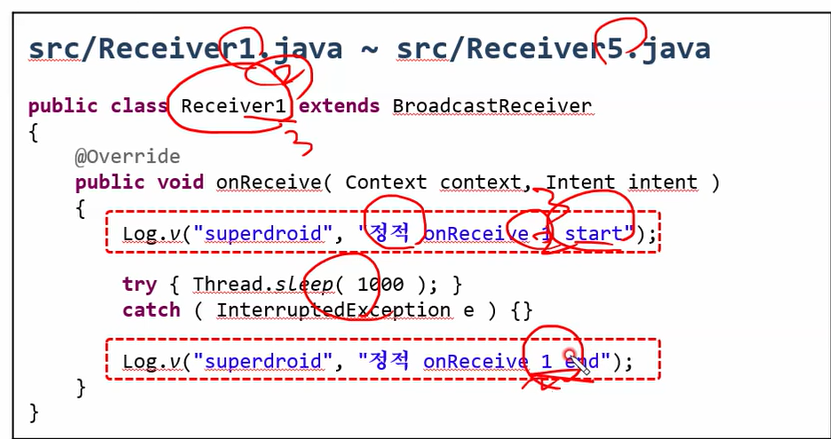 src/Receiver1.java ~ src/Receiver5.java
public class Receiver1 extends BroadcastReceiver
{
@Override
public void onReceive( Context context, Intent intent )
{
Log.v("superdroid", "정적 onReceive 1 start");
try { Thread.sleep( 1000 ); }
catch ( InterruptedException e ) {}
Log.v("superdroid", "정적 onReceive 1 end");
}
}